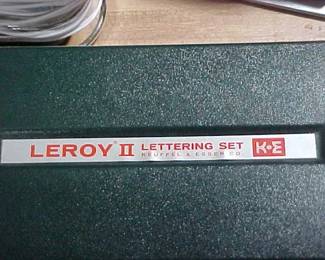 LEROY® II LETTERING SET K+E
KEUFFEL & ESSER CO.